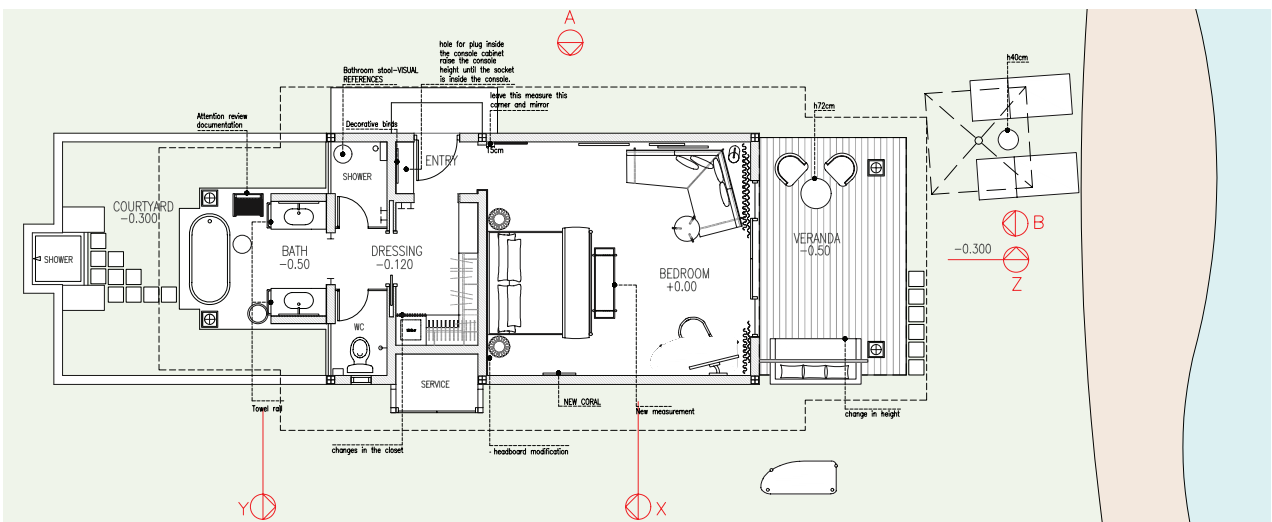 A
hole for plug inside
the console cabinet
raise the console
height until the socket
is inside the console.
Bathroom stool-VISUAL
REFERENCES
h40cm
leave this measure this
corner and mirror
h72cm
Attention review
documentation
Decorative birds
15cm
ENTRY
SHOWER
COURTYARD
-0.300
B
VERANDA
-0.50
BATH
-0.50
DRESSING
-0.120
-0.300
SHOWER
BEDROOM
+0.00
Z
WC
SERVICE
Towel rail
NEW CORAL
New measurement
change in height
changes in the closet
- headboard modification
Y
X